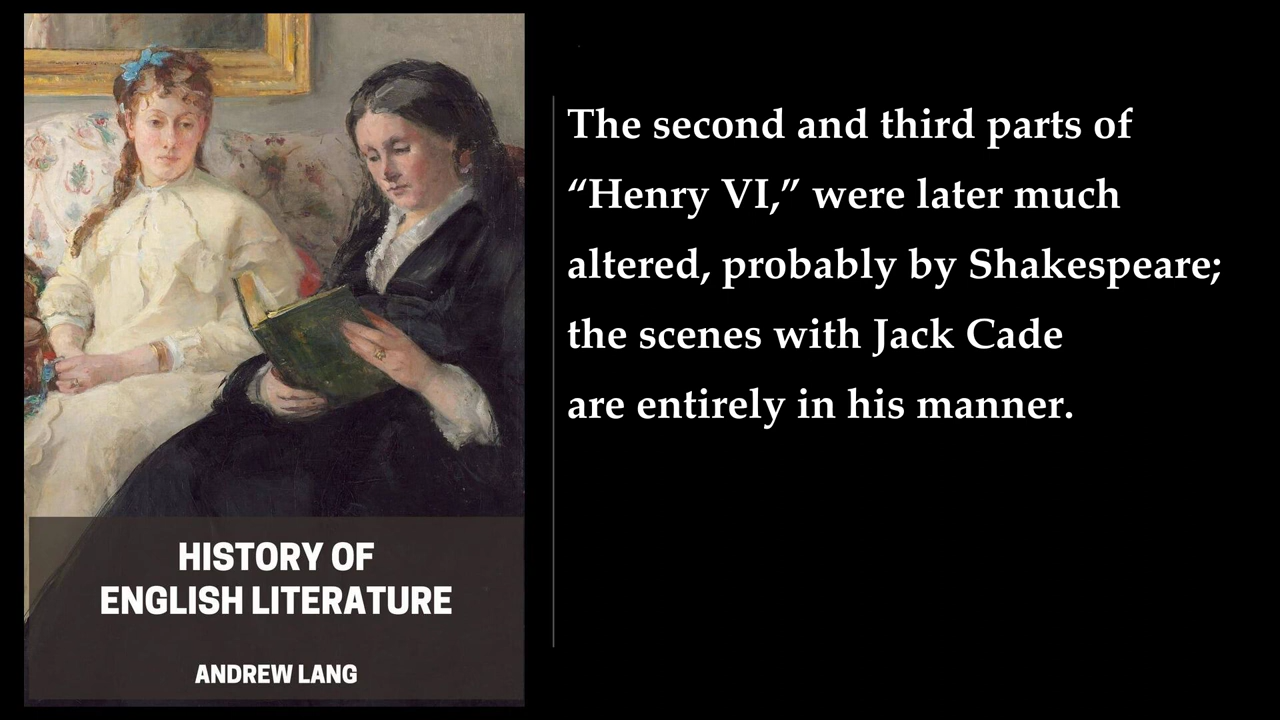 HISTORY OF
ENGLISH LITERATURE
ANDREW LANG
The second and third parts of
“Henry VI,” were later much
altered, probably by Shakespeare;
the scenes with Jack Cade
are entirely in his manner.